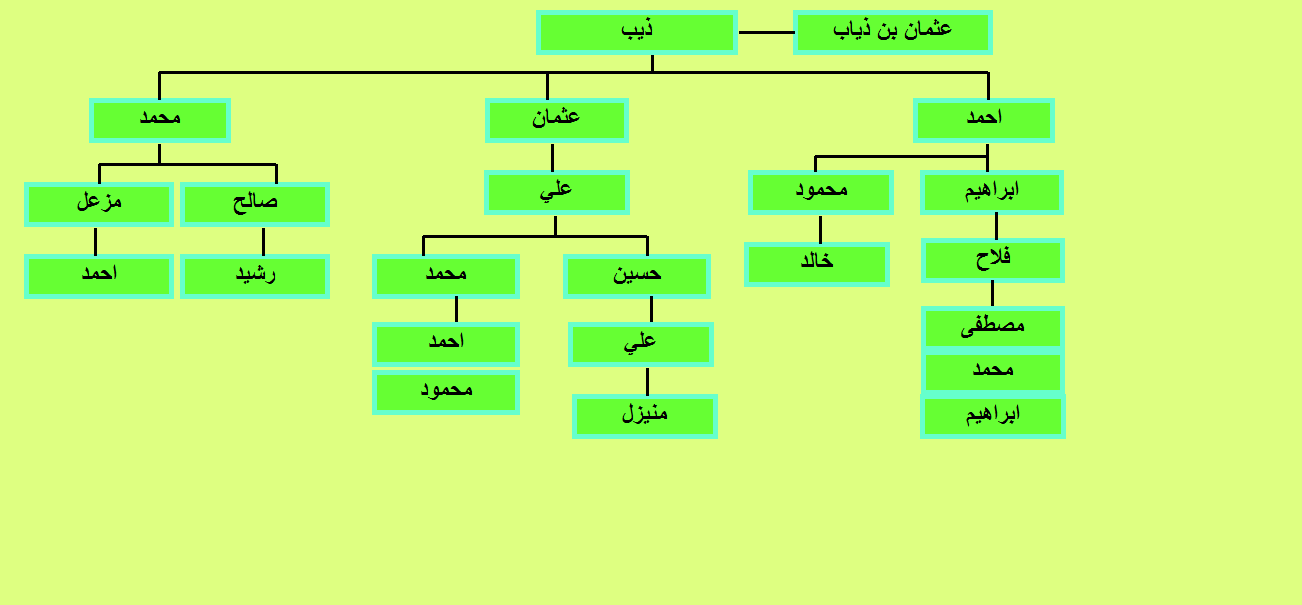 عثمان بن ذياب
ذيب
احمد
عثمان
محمد
ابراهيم
محمود
علي
صالح
مزعل
فلاح
خالد
حسين
محمد
رشيد
احمد
مصطفى
علي
احمد
محمد
محمود
ابراهيم
منيزل